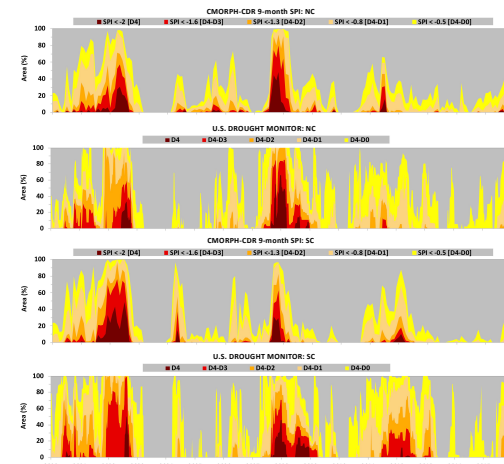 CMORPH-CDR 9-month SPI: NC
SPI < -2 [D4] SPI < -1.6 [D4-D3] SPI <-1.3 [D4-D2] SPI < -0.8 [D4-D1] SPI < -0.5 [D4-D0]
Area (%)
100
80
60
40
20
0
U.S. DROUGHT MONITOR: NC
D4 D4-D3 D4-D2 D4-D1 D4-D0
Area (%)
100
80
60
40
20
0
CMORPH-CDR 9-month SPI: SC
SPI < -2 [D4] SPI < -1.6 [D4-D3] SPI <-1.3 [D4-D2] SPI < -0.8 [D4-D1] SPI < -0.5 [D4-D0]
Area (%)
100
80
60
40
20
0
U.S. DROUGHT MONITOR: SC
D4 D4-D3 D4-D2 D4-D1 D4-D0
Area (%)
100
80
60
40
20
0